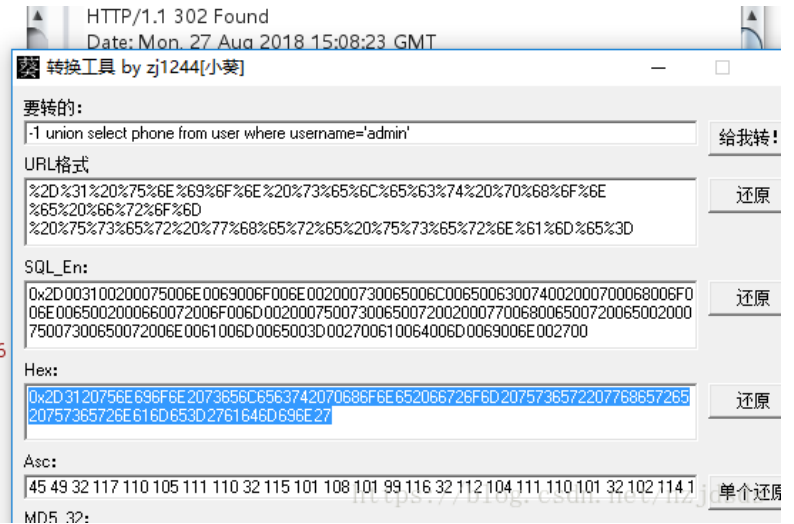 HTTP/1.1 302 Found
Date: Mon, 27 Aug 2018 15:08:23 GMT
葵 转换工具 by zj1244[小葵]
要转的:
-1 union select phone from user where username='admin'
给我转!
URL格式
%2D%31%20%75%6E%69%6F%6E%20%73%65%6C%65%63%74%20%70%68%6F%6E
%65%20%66%72%6F%6D
%20%75%73%65%72%20%77%68%65%72%65%20%75%73%65%72%6E%61%6D%65%3D
还原
SQL_En:
0x2D003100200075006E0069006F006E002000730065006C006500630074002000700068006F0
06E0065002000660072006F006D00200075007300650072002000770068006500720065002000
75007300650072006E0061006D0065003D002700610064006D0069006E002700
还原
6
Hex:
0x2D3120756E696F6E2073656C6563742070686F6E652066726F6D2075736572207768657265
20757365726E616D653D2761646D696E27
还原
Asc:
45 49 32 117 110 105 111 110 32 115 101 108 101 99 116 32 112 104 111 110 101 32 102 114 1
单个还原
MD5_32: